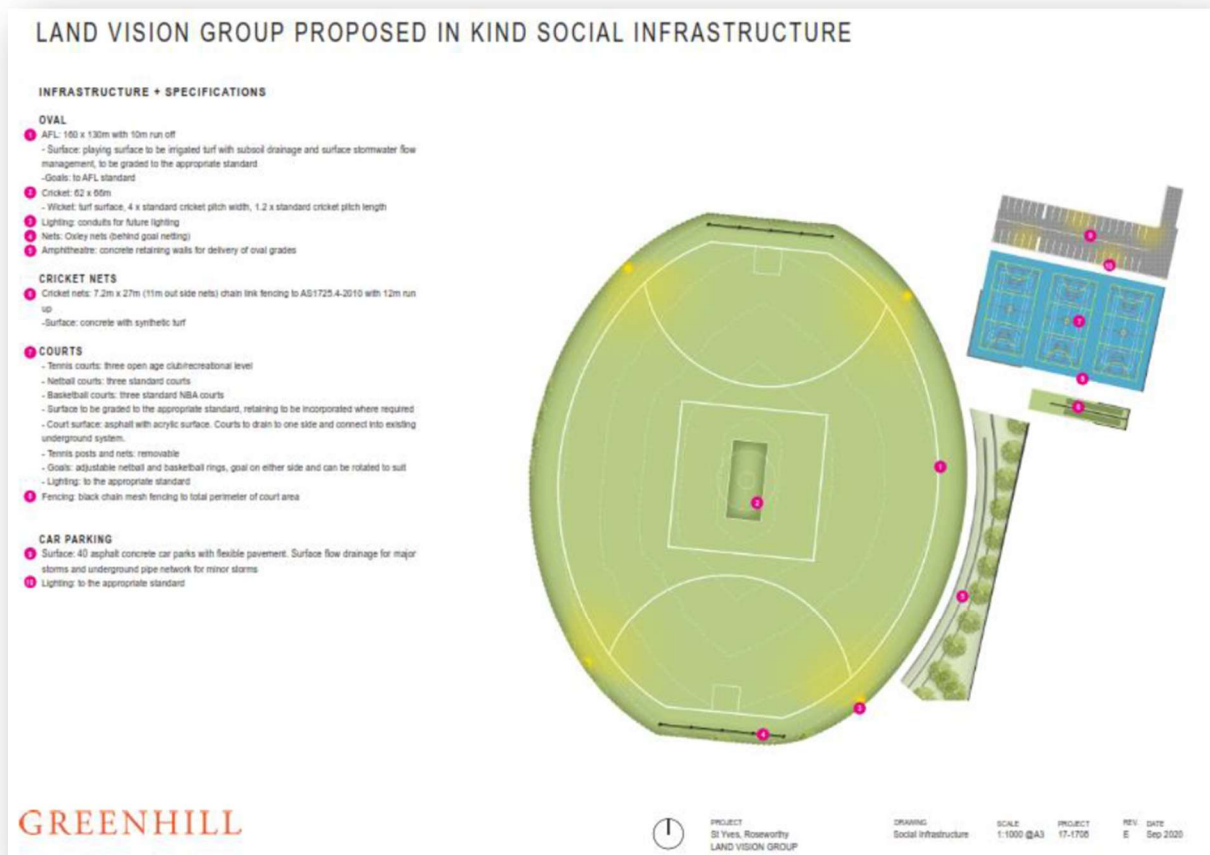 LAND VISION GROUP PROPOSED IN KIND SOCIAL INFRASTRUCTURE
INFRASTRUCTURE + SPECIFICATIONS
OVAL
1 AFL: 160 x 130m with 10m run off
- Surface: playing surface to be irrigated turf with subsoil drainage and surface stormwater flow
management, to be graded to the appropriate standard
-Goals: to AFL standard
2 Cricket: 62 x 66m
- Wicket: turf surface, 4 x standard cricket pitch width, 1.2 x standard cricket pitch length
3 Lighting: conduits for future lighting
4 Nets: Oxley nets (behind goal netting)
5 Amphitheatre: concrete retaining walls for delivery of oval grades
CRICKET NETS
6 Cricket nets: 7.2m x 27m (11m out side nets) chain link fencing to AS1725.4-2010 with 12m run
up
-Surface: concrete with synthetic turf
7 COURTS
- Tennis courts: three open age club/recreational level
- Netball courts: three standard courts
- Basketball courts: three standard NBA courts
- Surface to be graded to the appropriate standard, retaining to be incorporated where required
- Court surface: asphalt with acrylic surface. Courts to drain to one side and connect into existing
underground system.
- Tennis posts and nets: removable
- Goals: adjustable netball and basketball rings, goal on either side and can be rotated to suit
- Lighting: to the appropriate standard
8 Fencing: black chain mesh fencing to total perimeter of court area
CAR PARKING
9 Surface: 40 asphalt concrete car parks with flexible pavement. Surface flow drainage for major
storms and underground pipe network for minor storms
10 Lighting: to the appropriate standard
9
10
7
8
6
1
2
5
3
4
GREENHILL
PROJECT
St Yves, Roseworthy
LAND VISION GROUP
DRAWING
Social Infrastructure
SCALE
1:1000 @A3
PROJECT
17-1706
REV.
E
DATE
Sep 2020